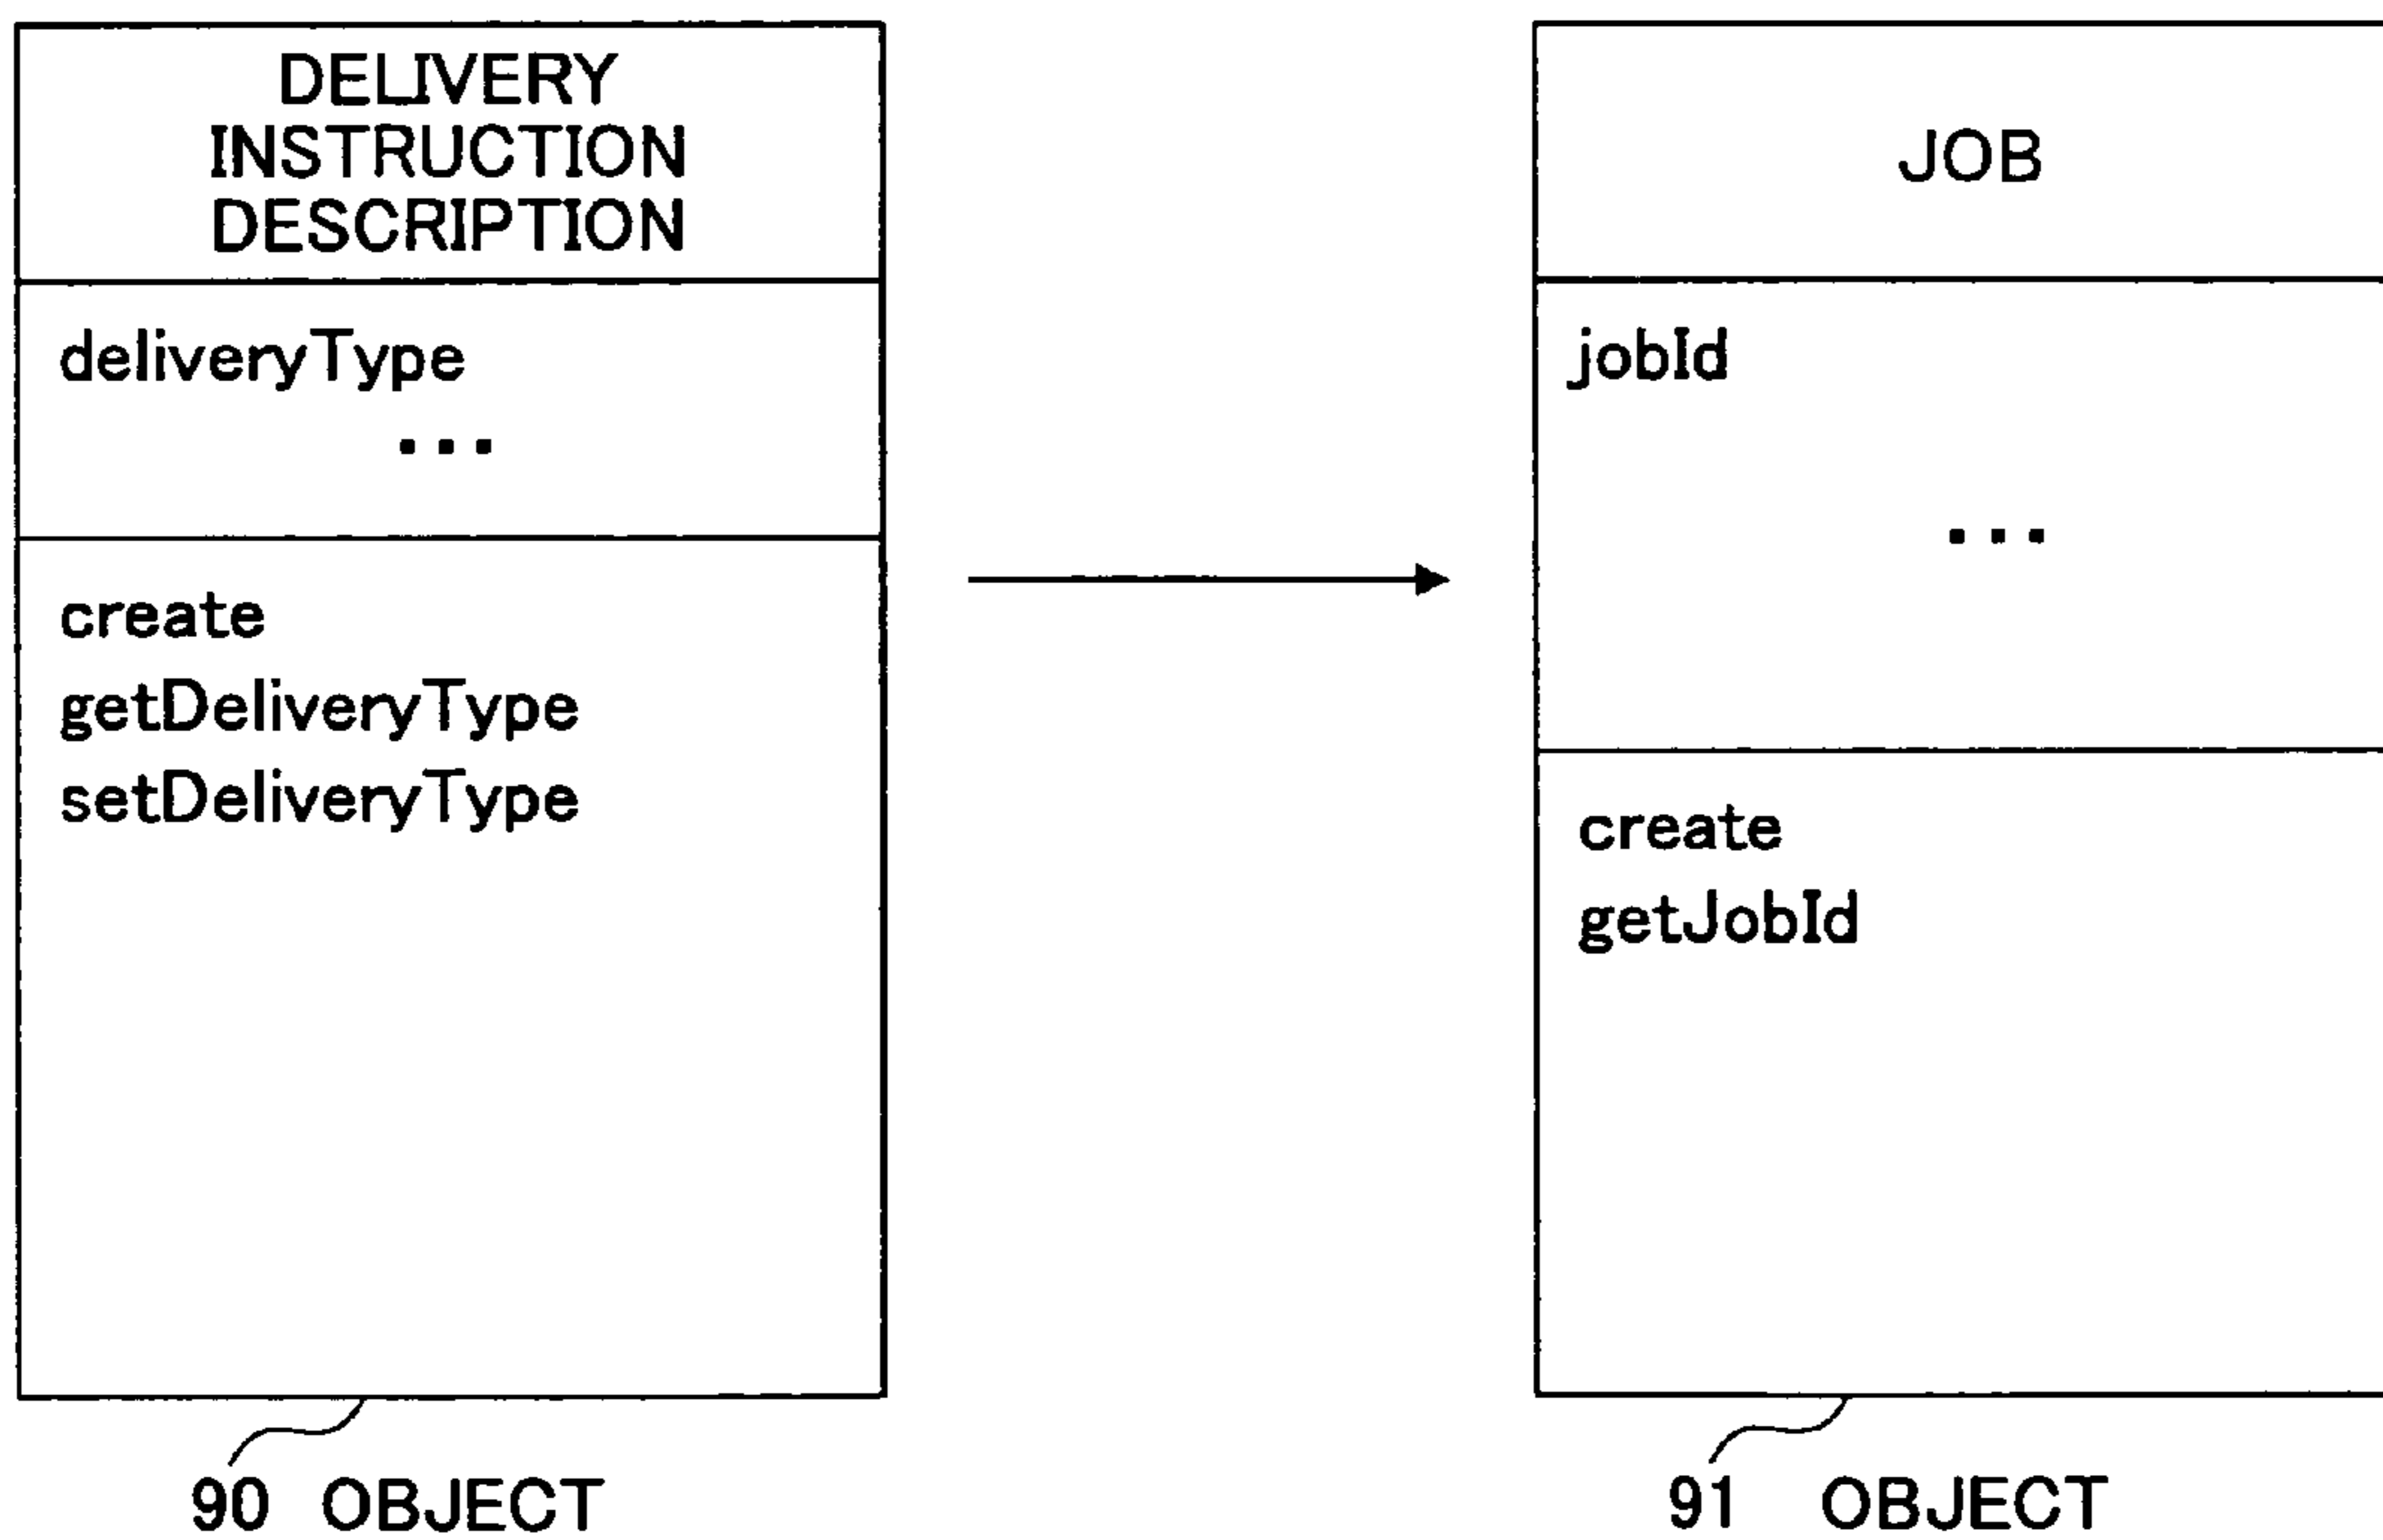 DELIVERY
INSTRUCTION
DESCRIPTION
deliveryType
...
create
getDeliveryType
setDeliveryType
90 OBJECT
JOB
jobId
...
create
getJobId
91 OBJECT